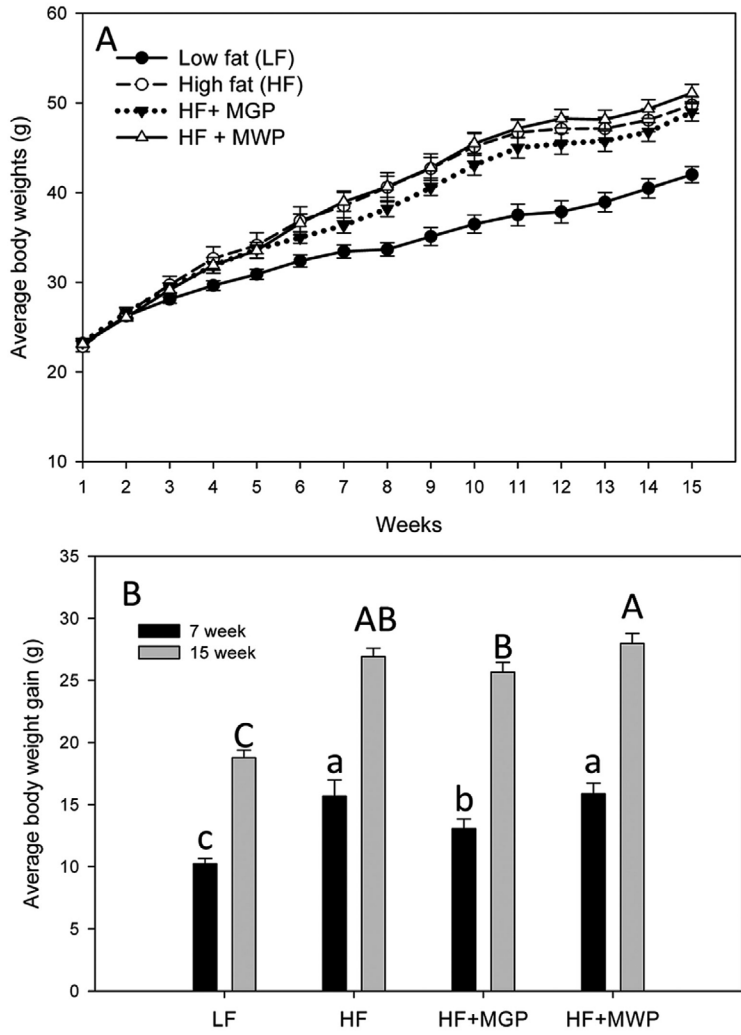 A
Low fat (LF)
High fat (HF)
HF+ MGP
HF + MWP
Average body weights (g)
60
50
40
30
20
10
1 2 3 4 5 6 7 8 9 10 11 12 13 14 15
Weeks
B
7 week
15 week
Average body weight gain (g)
35
30
25
20
15
10
5
0
c C a AB b B a A
LF HF HF+MGP HF+MWP